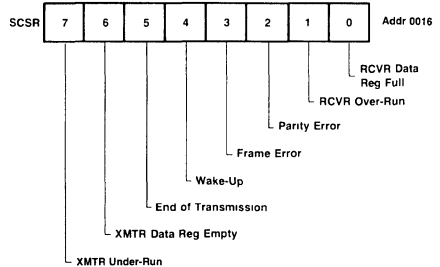 SCSR 7 6 5 4 3 2 1 0 Addr 0016
RCVR Data
Reg Full
RCVR Over-Run
Parity Error
Frame Error
Wake-Up
End of Transmission
XMTR Data Reg Empty
XMTR Under-Run